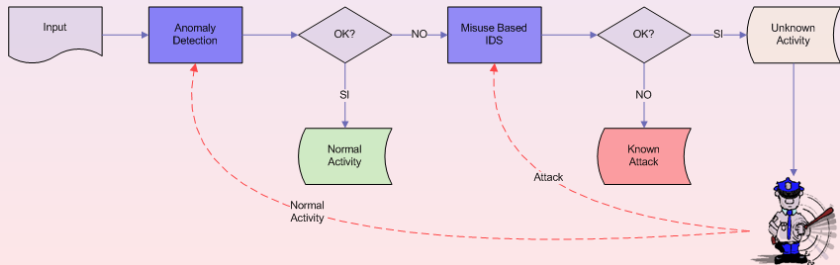 Input
Anomaly
Detection
OK?
NO
Misuse Based
IDS
OK?
SI
Unknown
Activity
SI
NO
Normal
Activity
Known
Attack
Attack
Normal
Activity